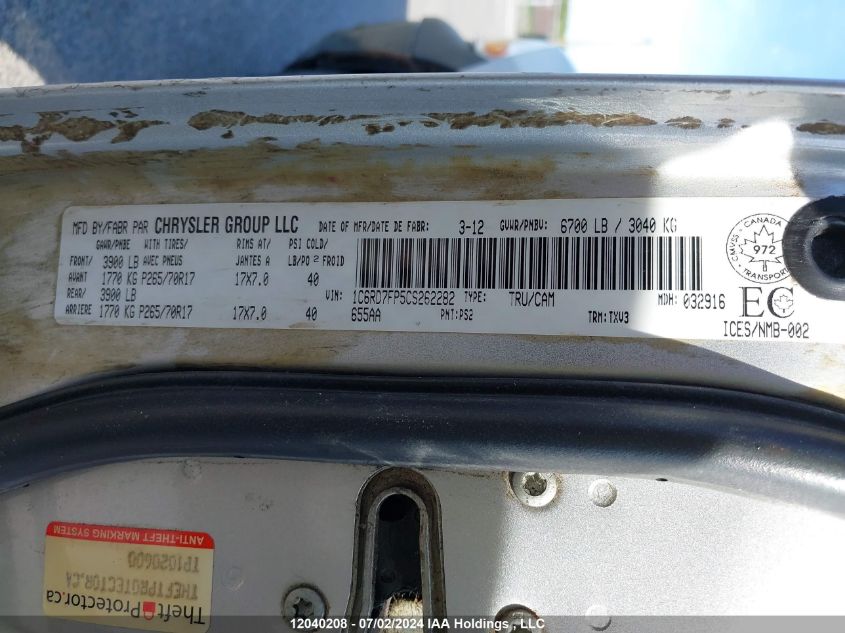 MFD BY/FABR PAR CHRYSLER GROUP LLC DATE OF MFR/DATE DE FABR: 3-12 GVWR/PNBV: 6700 LB / 3040 KG
GAWR/PNBE WITH TIRES/ RIMS AT/ PSI COLD/
FRONT/ 3900 LB AVEC PNEUS JANTES A LB/PO2 FROID
AVANT 1770 KG P265/70R17 17X7.0 40
REAR/ 3900 LB VIN: 1C6RD7FP5CS262282 TYPE: TRU/CAM MDH: 032916
ARRIERE 1770 KG P265/70R17 17X7.0 40 655AA PNT:PS2 TRM:TXV3
CANADA
CMVSS
972
NSVAC
EC
ICES/NMB-002
ANTI-THEFT MARKING SYSTEM
TP1020600
THEFTPROTECTOR.CA
TheftProtector.ca
12040208 - 07/02/2024 IAA Holdings , LLC